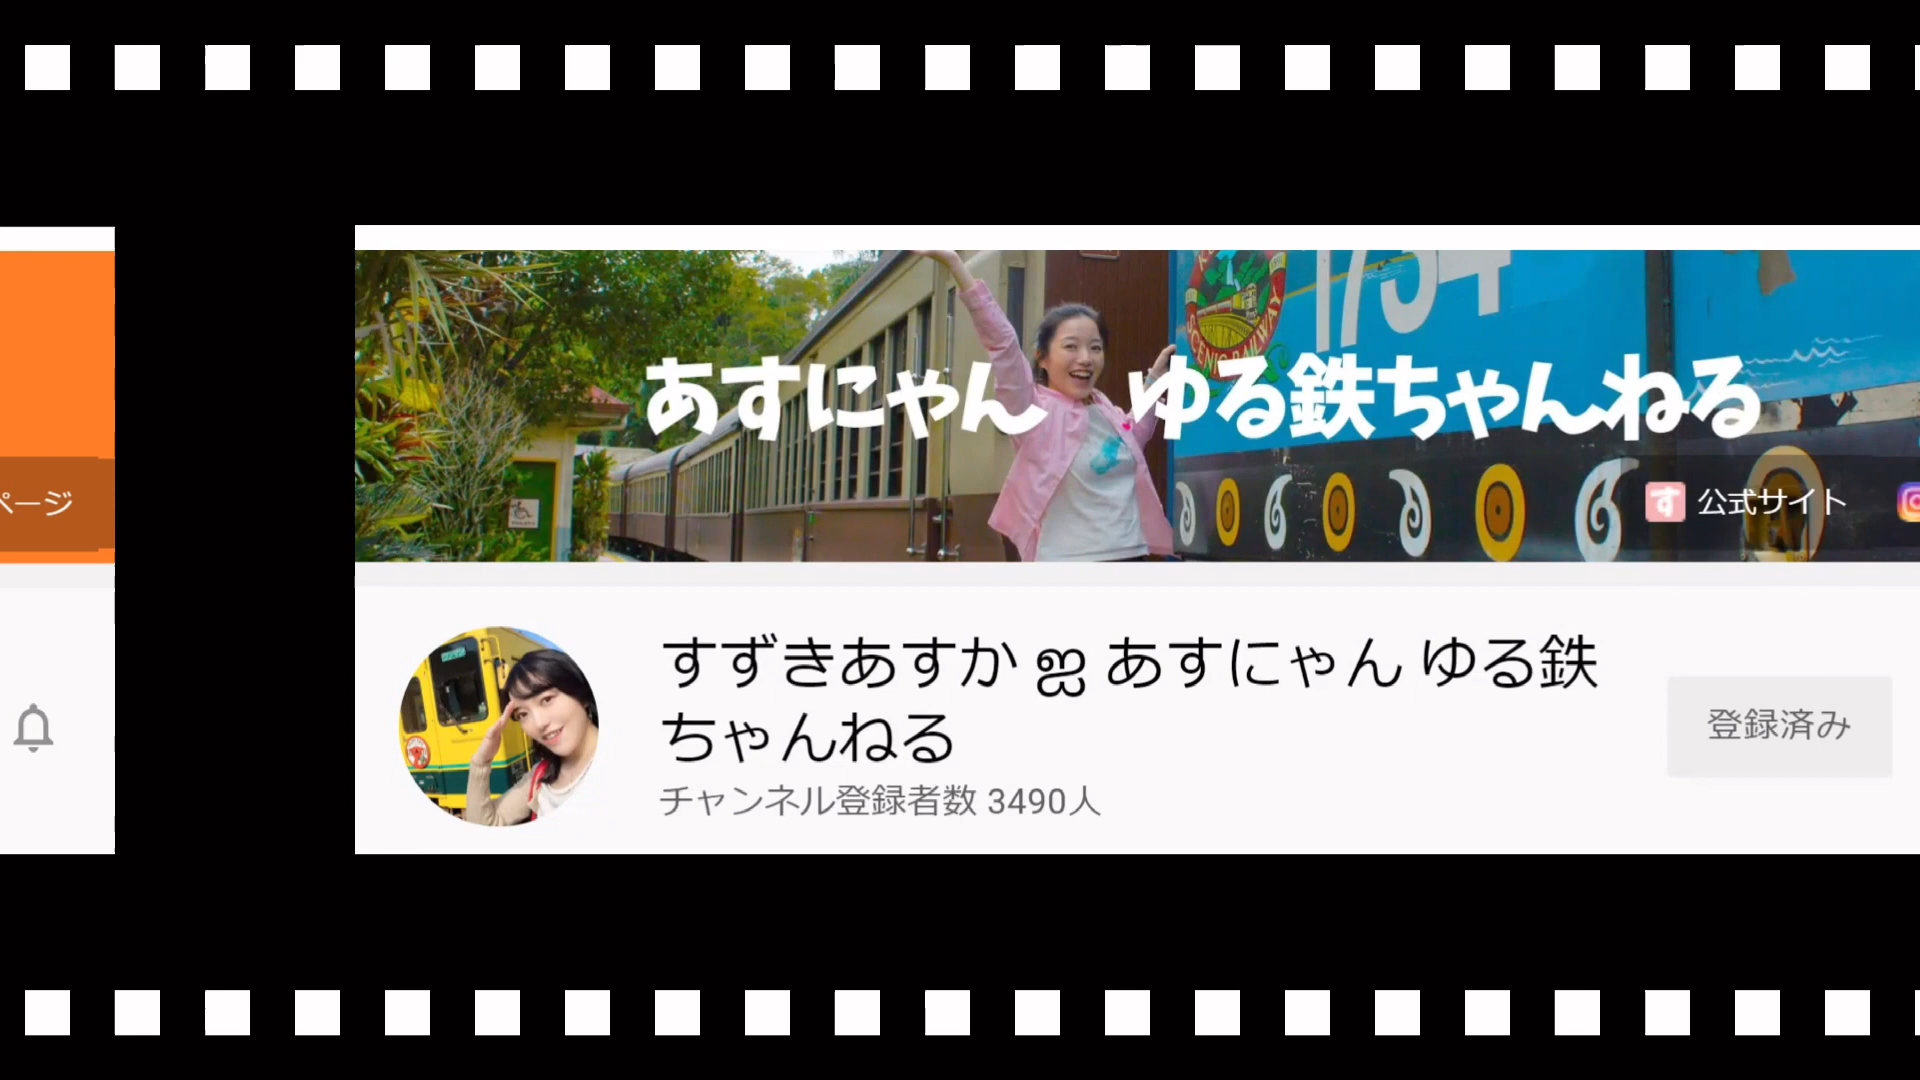 1734
SCENIC RAILWAY
あすにゃん ゆる鉄ちゃんねる
ページ
公式サイト
すずきあすか ஐ あすにゃん ゆる鉄
ちゃんねる
登録済み
チャンネル登録者数 3490人